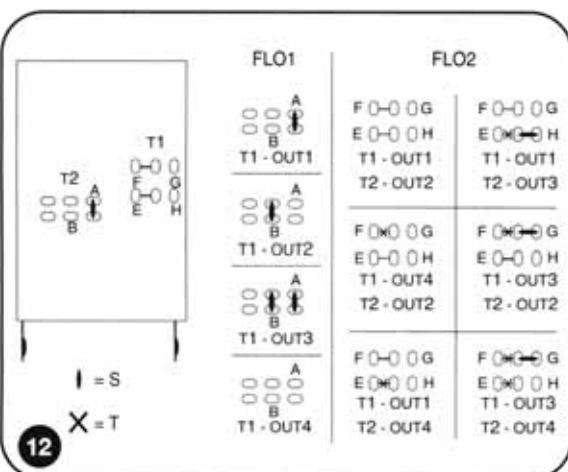 FLO1
FLO2
T1
T2
A
B
F
G
E
H
A
B
T1 - OUT1
B
T1 - OUT2
A
B
T1 - OUT3
A
B
T1 - OUT4
F G
E H
T1 - OUT1
T2 - OUT2
F G
E H
T1 - OUT1
T2 - OUT3
F G
E H
T1 - OUT4
T2 - OUT2
F G
E H
T1 - OUT3
T2 - OUT2
F G
E H
T1 - OUT1
T2 - OUT4
F G
E H
T1 - OUT3
T2 - OUT4
= S
= T
12